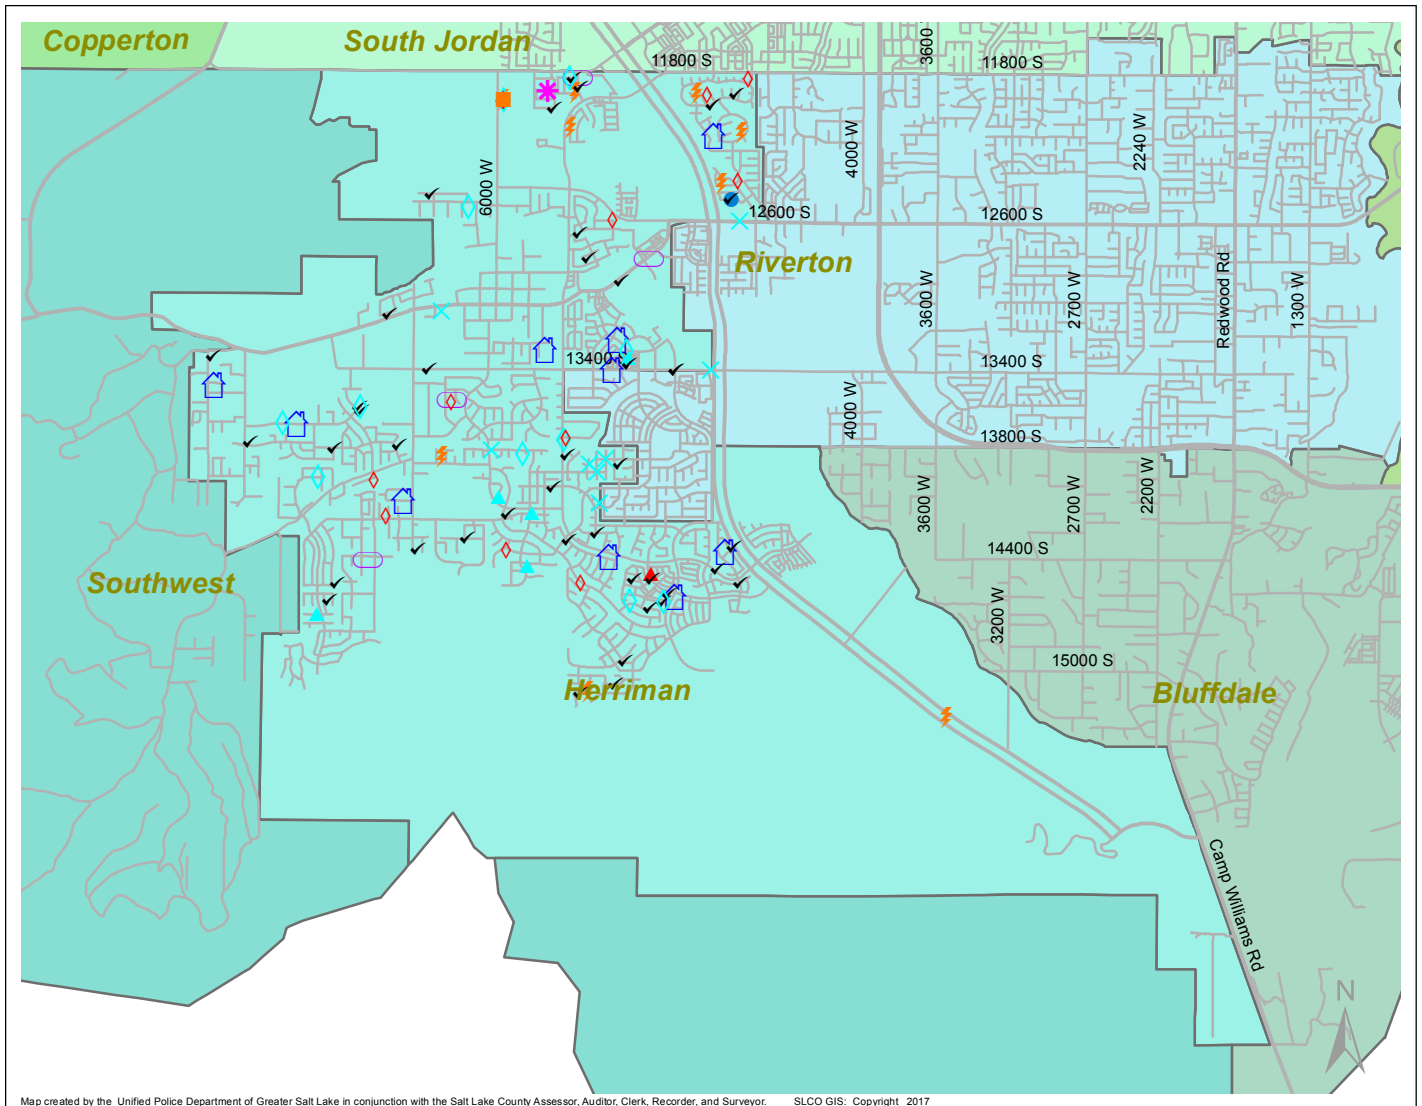 Copperton
South Jordan
11800 S
3600
11800 S
6000 W
4000 W
2240 W
12600 S
12600 S
Riverton
3600 W
2700 W
Redwood Rd
1300 W
13400 S
13400 S
4000 W
13800 S
3600 W
2700 W
2200 W
14400 S
Southwest
3200 W
15000 S
Herriman
Bluffdale
Camp Williams Rd
N
Map created by the Unified Police Department of Greater Salt Lake in conjunction with the Salt Lake County Assessor, Auditor, Clerk, Recorder, and Surveyor. SLCO GIS: Copyright 2017